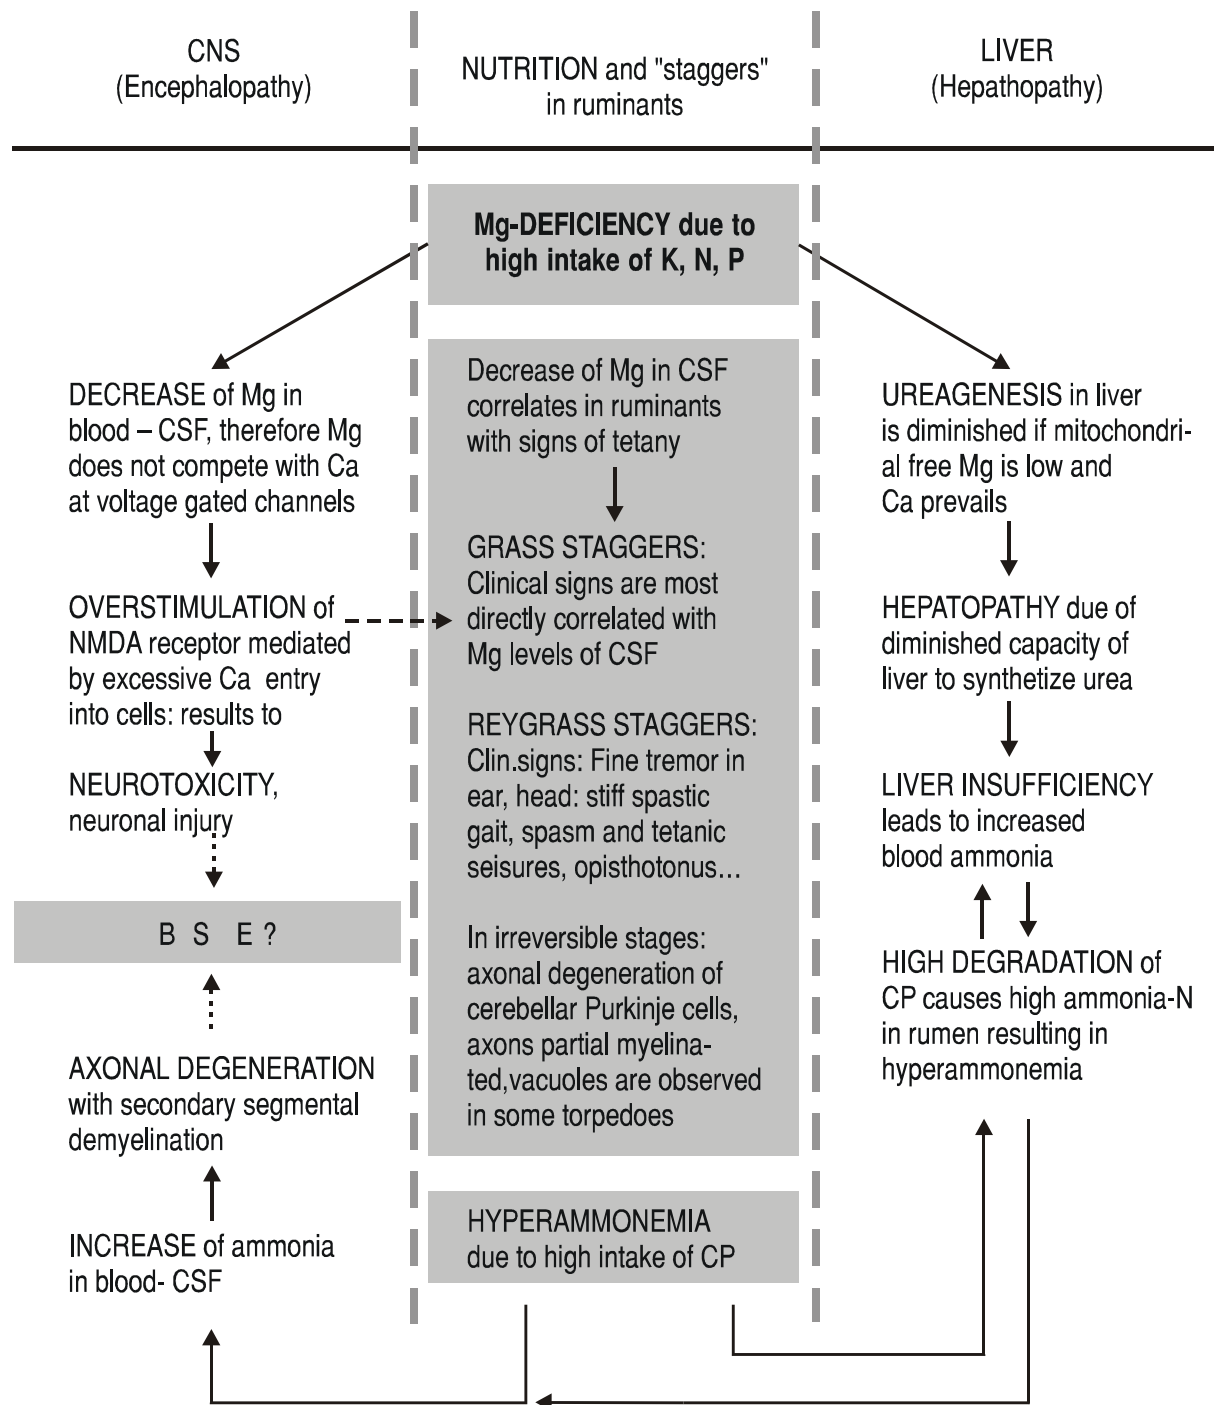 CNS
(Encephalopathy)
NUTRITION and "staggers"
in ruminants
LIVER
(Hepathopathy)
Mg-DEFICIENCY due to
high intake of K, N, P
DECREASE of Mg in
blood – CSF, therefore Mg
does not compete with Ca
at voltage gated channels
OVERSTIMULATION of
NMDA receptor mediated
by excessive Ca entry
into cells: results to
NEUROTOXICITY,
neuronal injury
B S E ?
AXONAL DEGENERATION
with secondary segmental
demyelination
INCREASE of ammonia
in blood- CSF
Decrease of Mg in CSF
correlates in ruminants
with signs of tetany
GRASS STAGGERS:
Clinical signs are most
directly correlated with
Mg levels of CSF
REYGRASS STAGGERS:
Clin.signs: Fine tremor in
ear, head: stiff spastic
gait, spasm and tetanic
seisures, opisthotonus...
In irreversible stages:
axonal degeneration of
cerebellar Purkinje cells,
axons partial myelina-
ted,vacuoles are observed
in some torpedoes
HYPERAMMONEMIA
due to high intake of CP
UREAGENESIS in liver
is diminished if mitochondri-
al free Mg is low and
Ca prevails
HEPATOPATHY due of
diminished capacity of
liver to synthetize urea
LIVER INSUFFICIENCY
leads to increased
blood ammonia
HIGH DEGRADATION of
CP causes high ammonia-N
in rumen resulting in
hyperammonemia